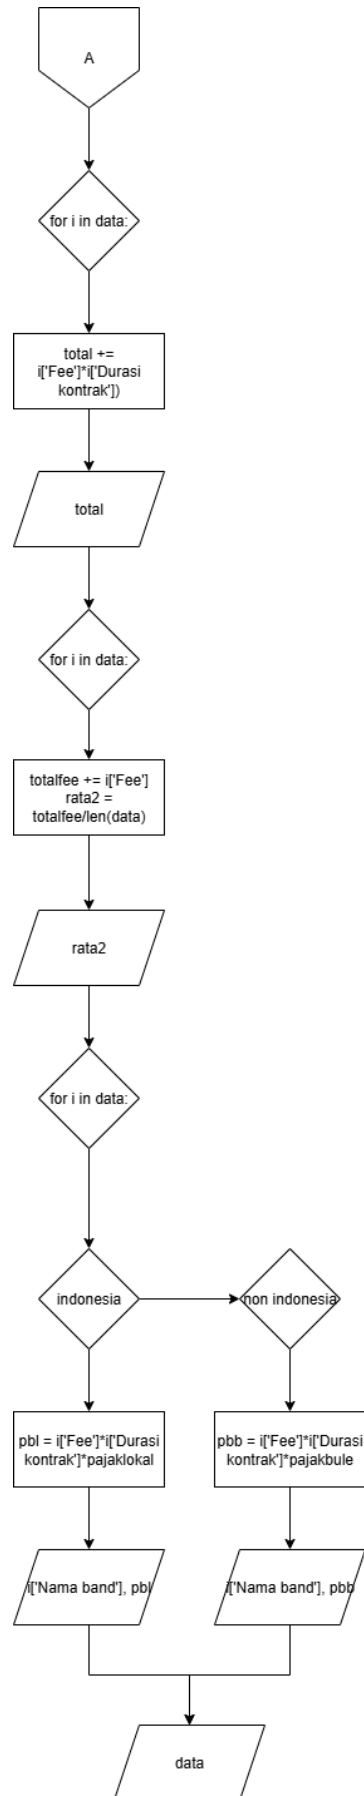 A
for i in data:
total +=
i['Fee']*i['Durasi
kontrak'])
total
for i in data:
totalfee += i['Fee']
rata2 =
totalfee/len(data)
rata2
for i in data:
indonesia
non indonesia
pbl = i['Fee']*i['Durasi
kontrak']*pajaklokal
pbb = i['Fee']*i['Durasi
kontrak']*pajakbule
i['Nama band'], pbl
i['Nama band'], pbb
data